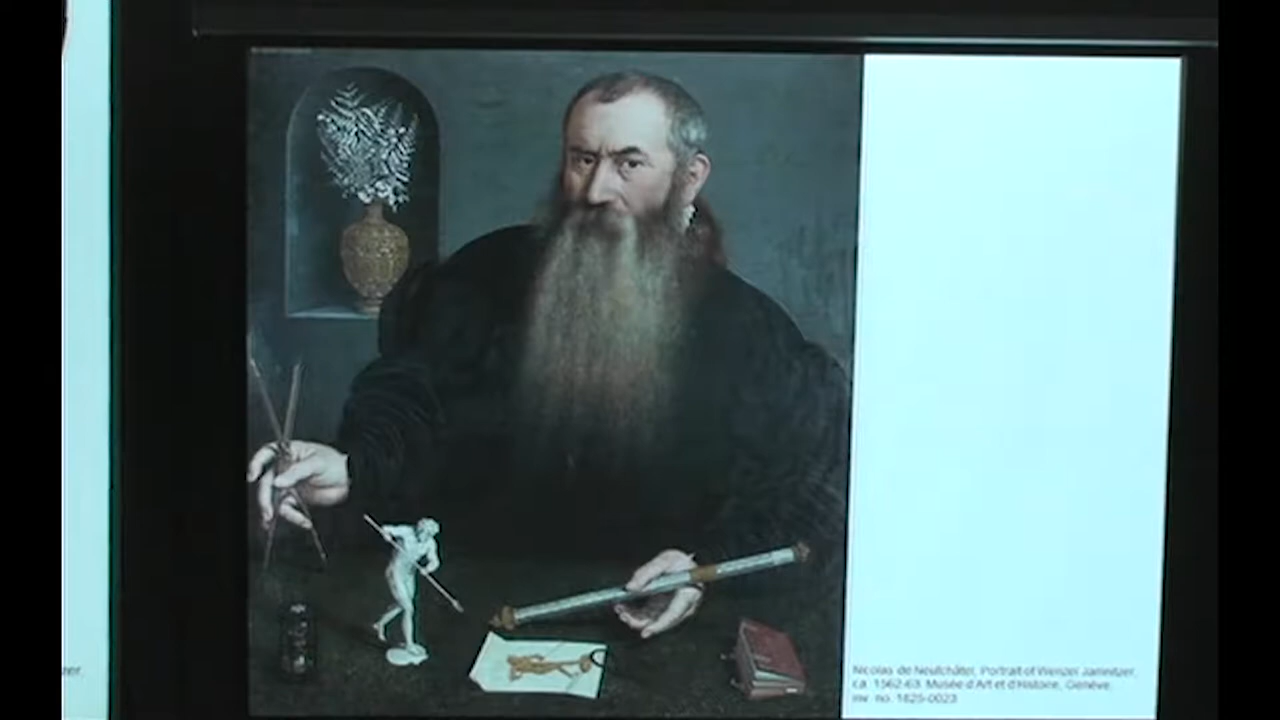 zer.
Nicolas de Neufchâtel, Portrait of Wenzel Jamnitzer,
ca. 1562-63. Musée d'Art et d'Histoire, Genève,
inv. no. 1825-0023